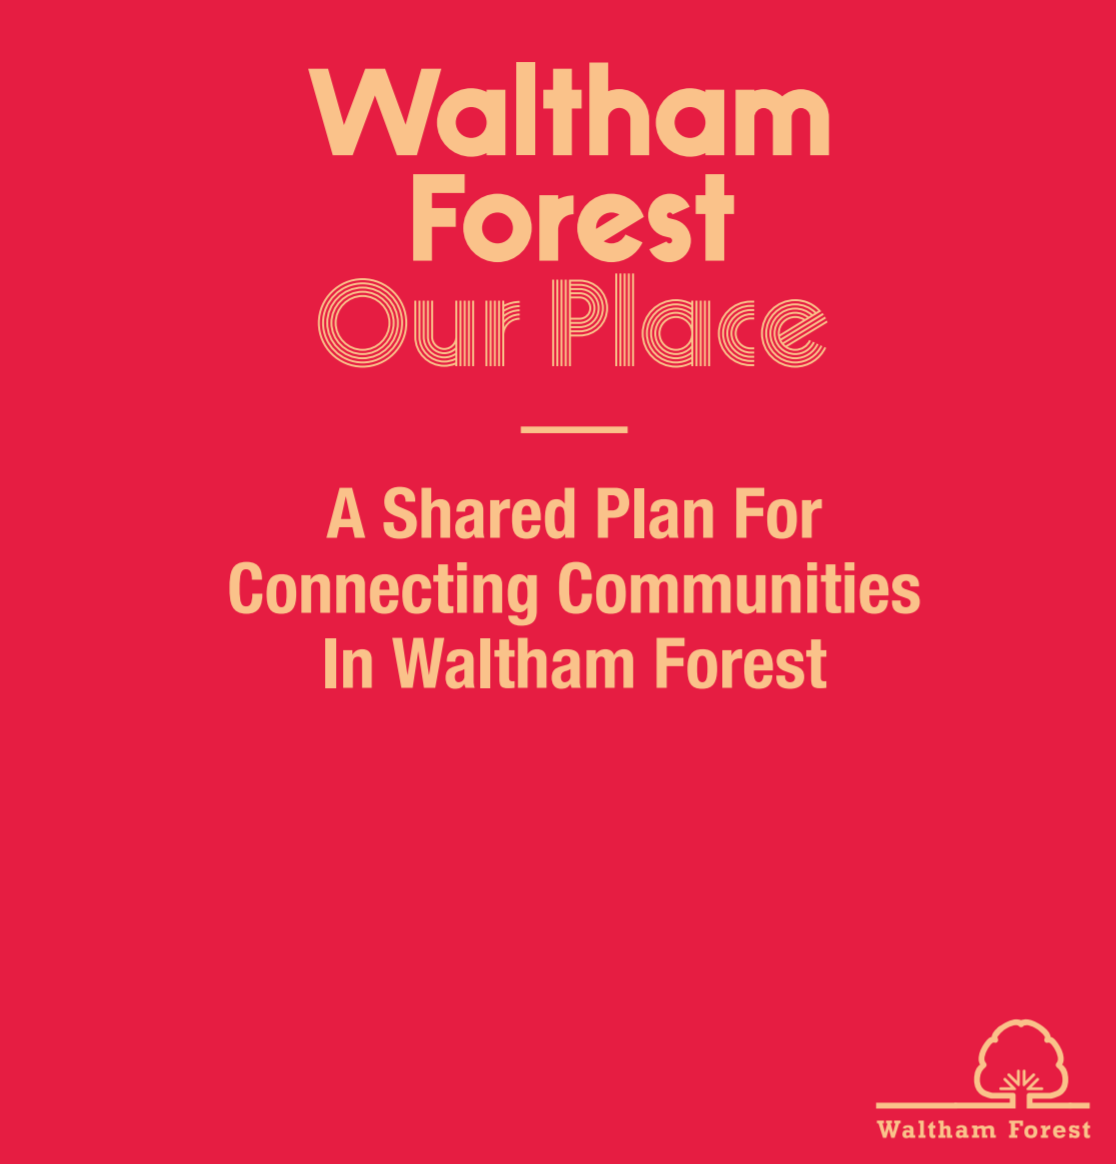 Waltham
Forest
Our Place
A Shared Plan For
Connecting Communities
In Waltham Forest
Waltham Forest